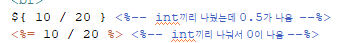 ${ 10 / 20 } <%-- int끼리 나눴는데 0.5가 나옴 --%>
<%= 10 / 20 %> <%-- int끼리 나눠서 0이 나옴 --%>